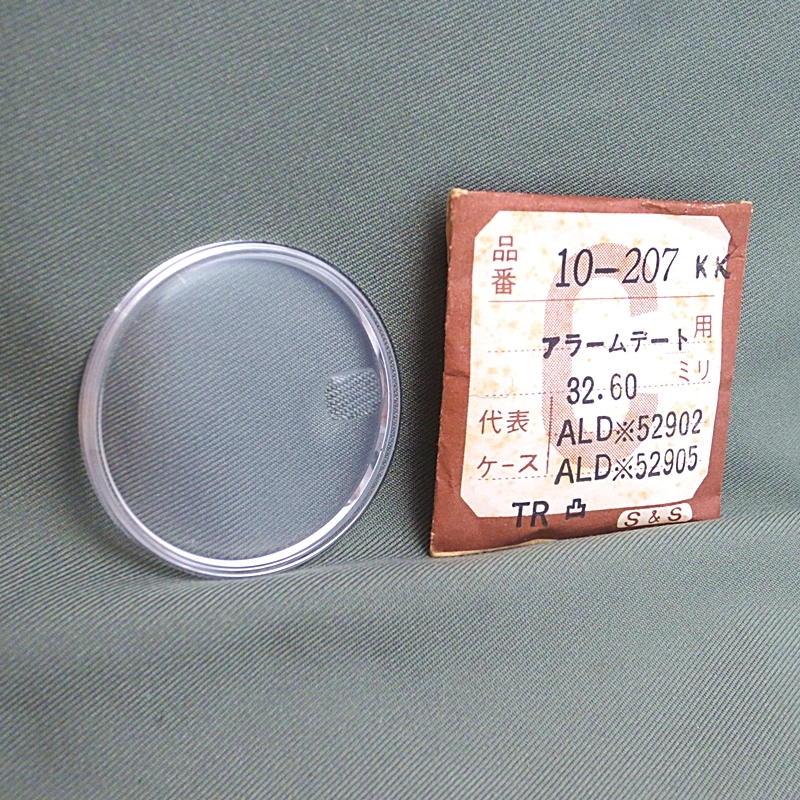 品番 10-207 KK
アラームデート用
32.60 ミリ
代表 ALD※52902
ケース ALD※52905
TR 凸 S & S